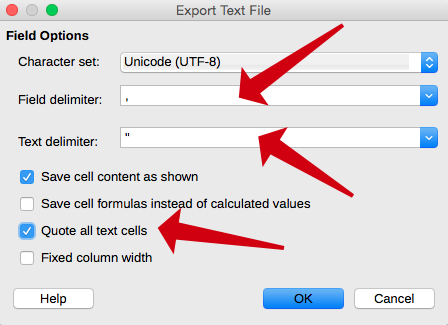 Export Text File
Field Options
Character set: Unicode (UTF-8)
Field delimiter: ,
Text delimiter: "
Save cell content as shown
Save cell formulas instead of calculated values
Quote all text cells
Fixed column width
Help OK Cancel